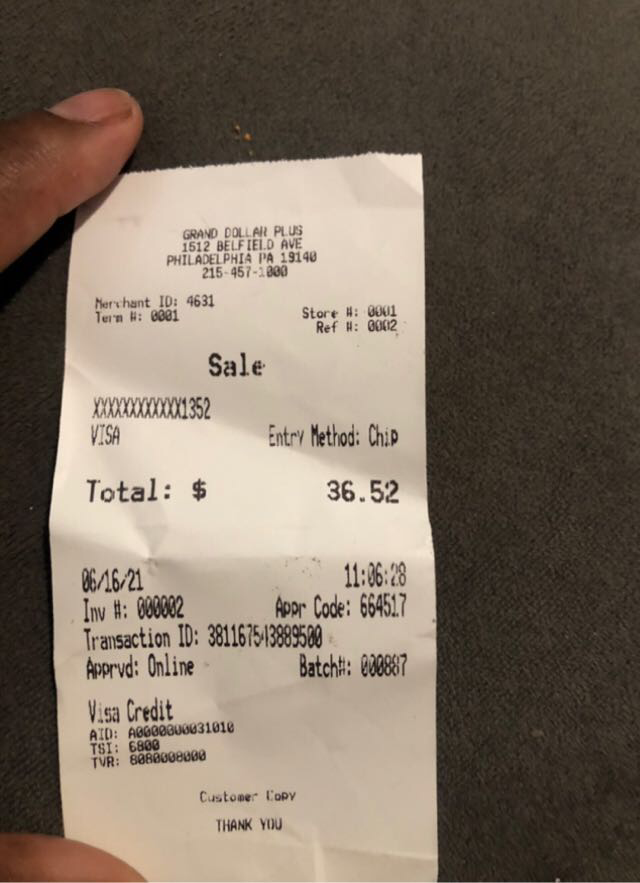 GRAND DOLLAR PLUS
1512 BELFIELD AVE
PHILADELPHIA PA 19140
215-457-1000
Merchant ID: 4631
Term #: 0001
Store #: 0001
Ref #: 0002
Sale
XXXXXXXXXXXX1352
VISA
Entry Method: Chip
Total: $ 36.52
06/16/21 11:06:28
Inv #: 000002 Appr Code: 664517
Transaction ID:
Apprvd: Online Batch#: 000887
Visa Credit
AID: A0000000031010
TSI: 6800
TVR: 8080008000
Customer Copy
THANK YOU